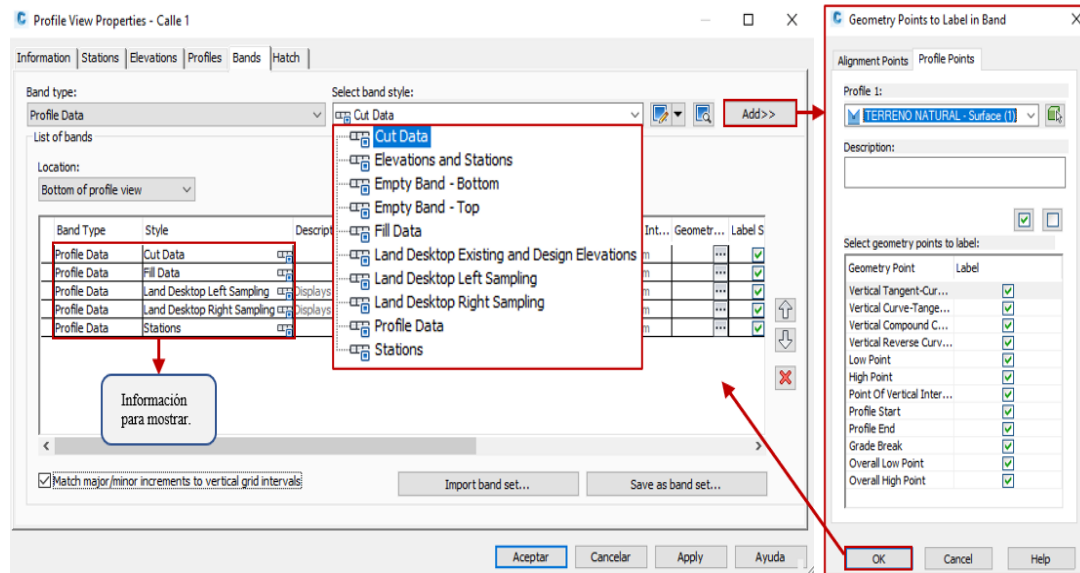 Profile View Properties - Calle 1
Information Stations Elevations Profiles Bands Hatch
Band type:
Profile Data
Select band style:
Cut Data
Add>>
Cut Data
Elevations and Stations
Empty Band - Bottom
Empty Band - Top
Fill Data
Land Desktop Existing and Design Elevations
Land Desktop Left Sampling
Land Desktop Right Sampling
Profile Data
Stations
List of bands
Location:
Bottom of profile view
Band Type Style Descript Int... Geometr... Label S
Profile Data Cut Data m ...
Profile Data Fill Data m ...
Profile Data Land Desktop Left Sampling Displays m ...
Profile Data Land Desktop Right Sampling Displays m ...
Profile Data Stations m ...
Información
para mostrar.
Match major/minor increments to vertical grid intervals
Import band set...
Save as band set...
Aceptar Cancelar Apply Ayuda
Geometry Points to Label in Band
Alignment Points Profile Points
Profile 1:
TERRENO NATURAL - Surface (1)
Description:
Select geometry points to label:
Geometry Point Label
Vertical Tangent-Cur...
Vertical Curve-Tange...
Vertical Compound C...
Vertical Reverse Curv...
Low Point
High Point
Point Of Vertical Inter...
Profile Start
Profile End
Grade Break
Overall Low Point
Overall High Point
OK Cancel Help